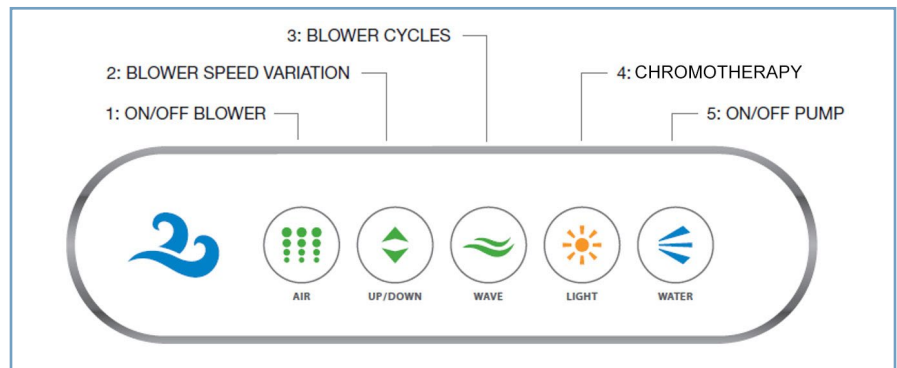 3: BLOWER CYCLES
2: BLOWER SPEED VARIATION
4: CHROMOTHERAPY
1: ON/OFF BLOWER
5: ON/OFF PUMP
AIR
UP/DOWN
WAVE
LIGHT
WATER